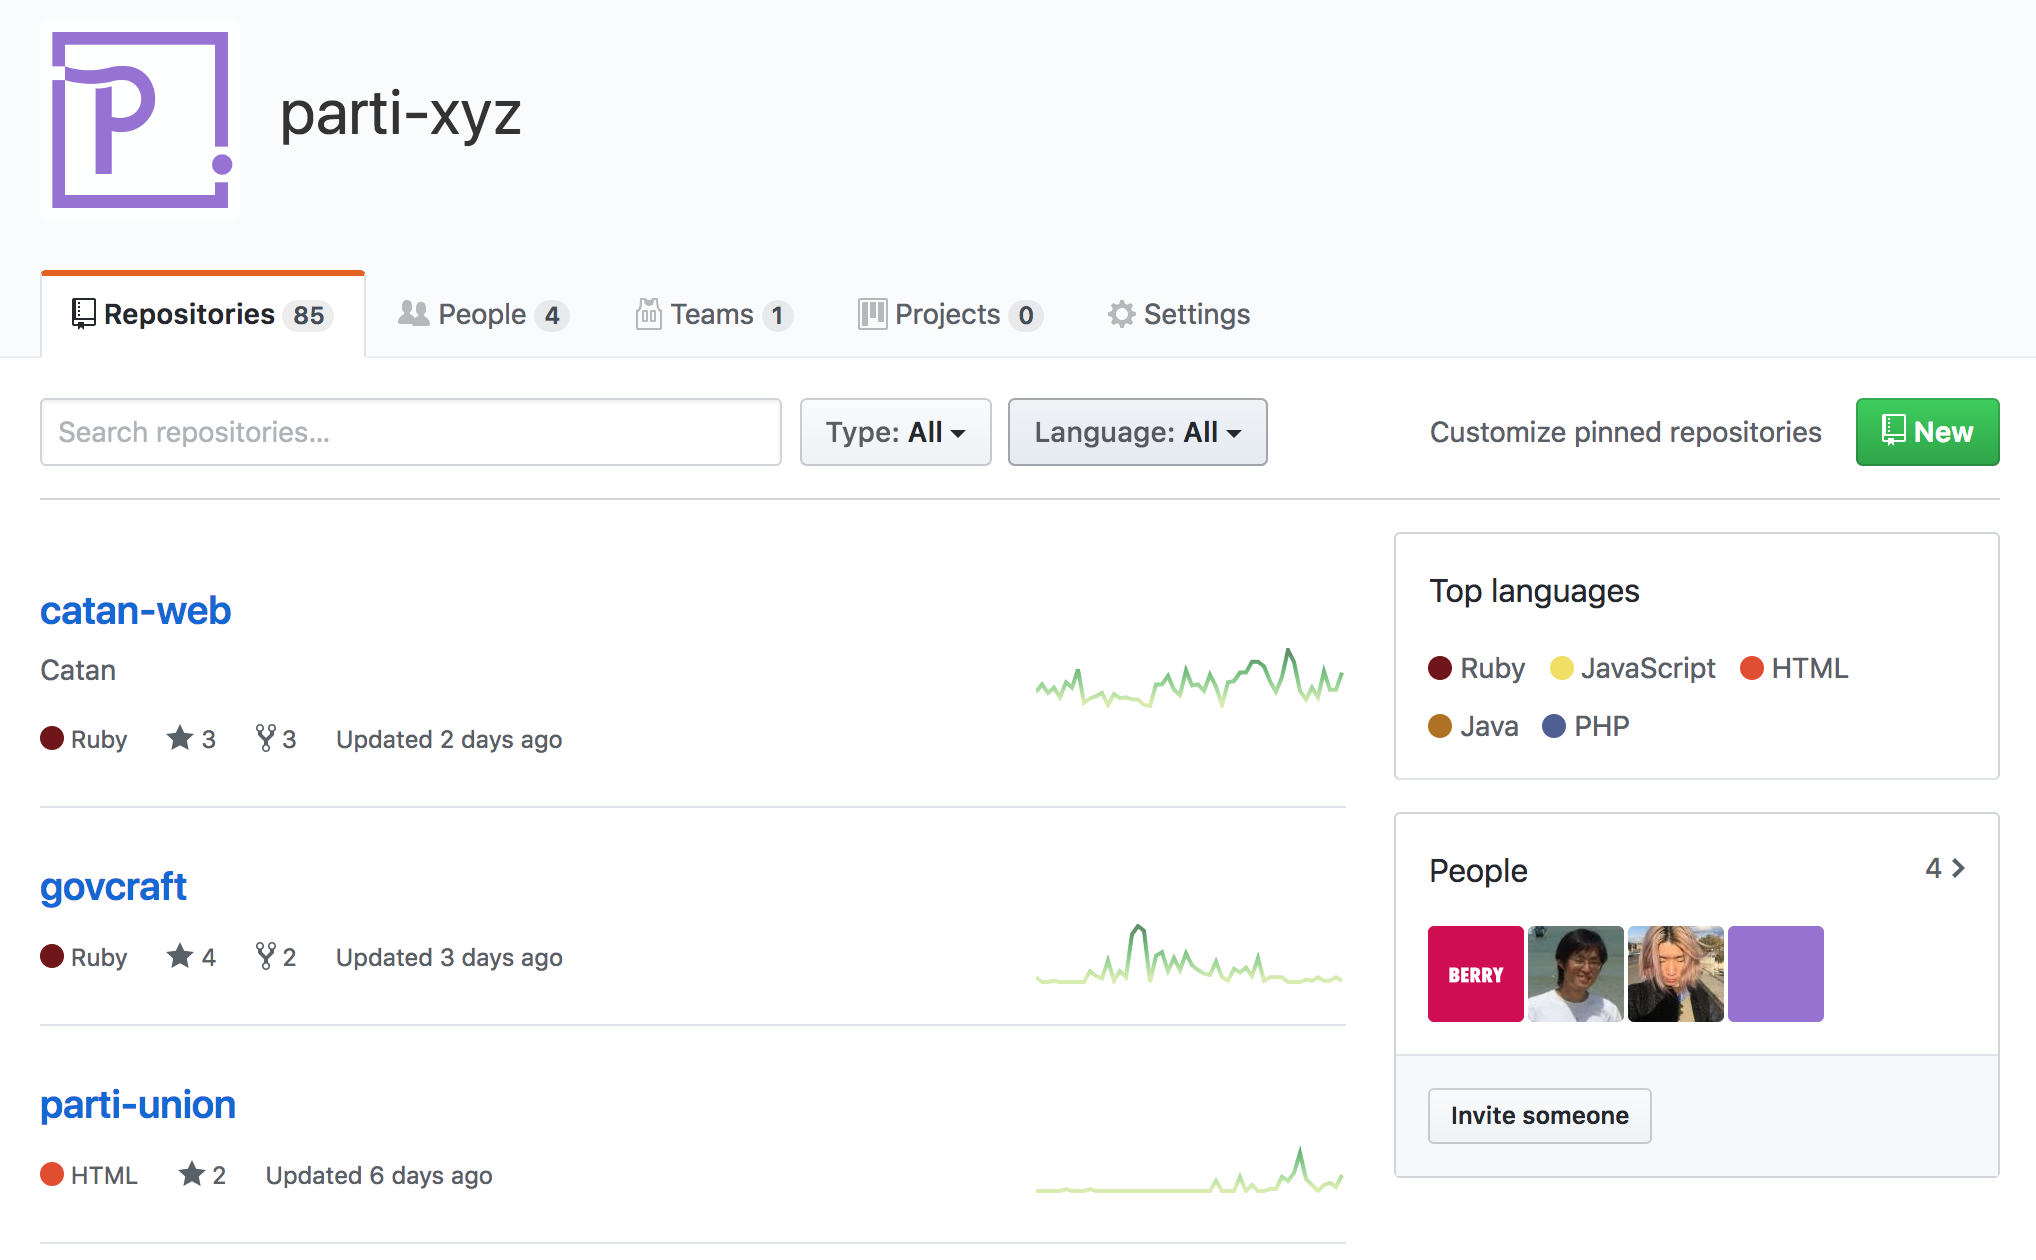 parti-xyz
Repositories 85 People 4 Teams 1 Projects 0 Settings
Search repositories... Type: All Language: All Customize pinned repositories New
catan-web
Catan
Ruby 3 3 Updated 2 days ago
govcraft
Ruby 4 2 Updated 3 days ago
parti-union
HTML 2 Updated 6 days ago
Top languages
Ruby JavaScript HTML
Java PHP
People 4
BERRY
Invite someone